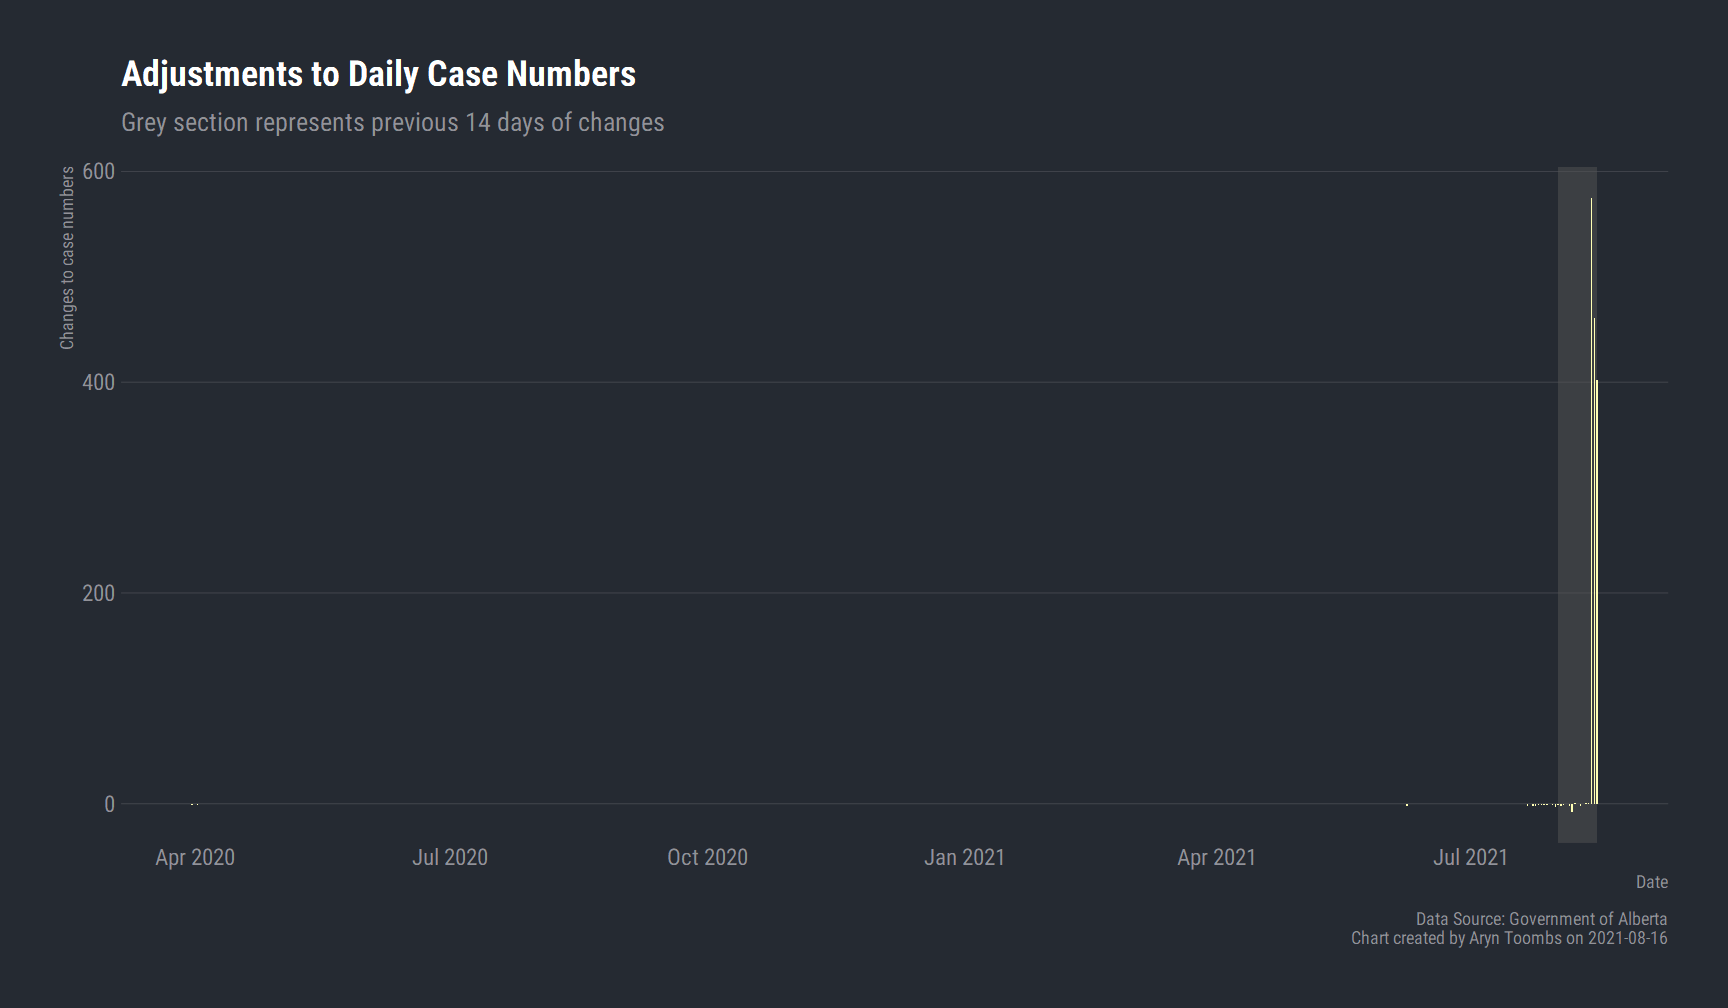 Adjustments to Daily Case Numbers
Grey section represents previous 14 days of changes
Changes to case numbers
600
400
200
0
Apr 2020
Jul 2020
Oct 2020
Jan 2021
Apr 2021
Jul 2021
Date
Data Source: Government of Alberta
Chart created by Aryn Toombs on 2021-08-16